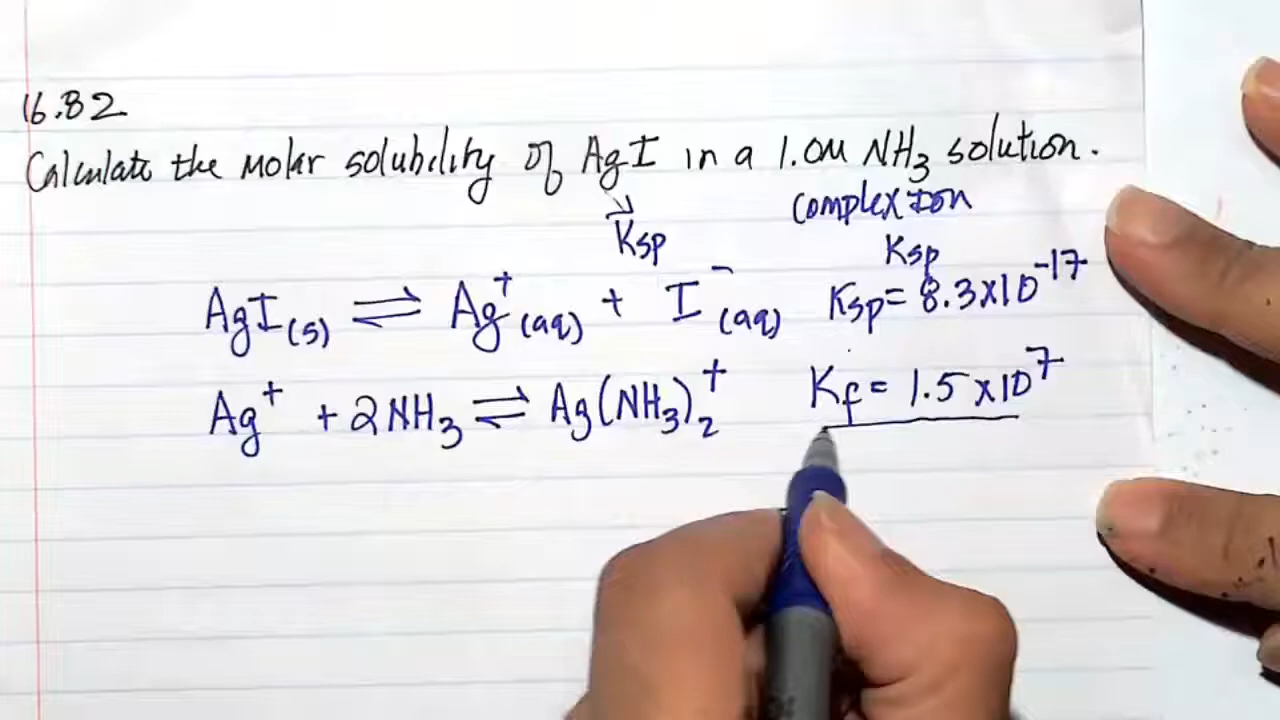 16.82
Calculate the molar solubility of AgI in a 1.0M NH₃ solution.
Ksp
complex Ion
Ksp
AgI(s) ⇌ Ag⁺(aq) + I⁻(aq) Ksp = 8.3×10⁻¹⁷
Ag⁺ + 2NH₃ ⇌ Ag(NH₃)₂⁺ Kf = 1.5×10⁷